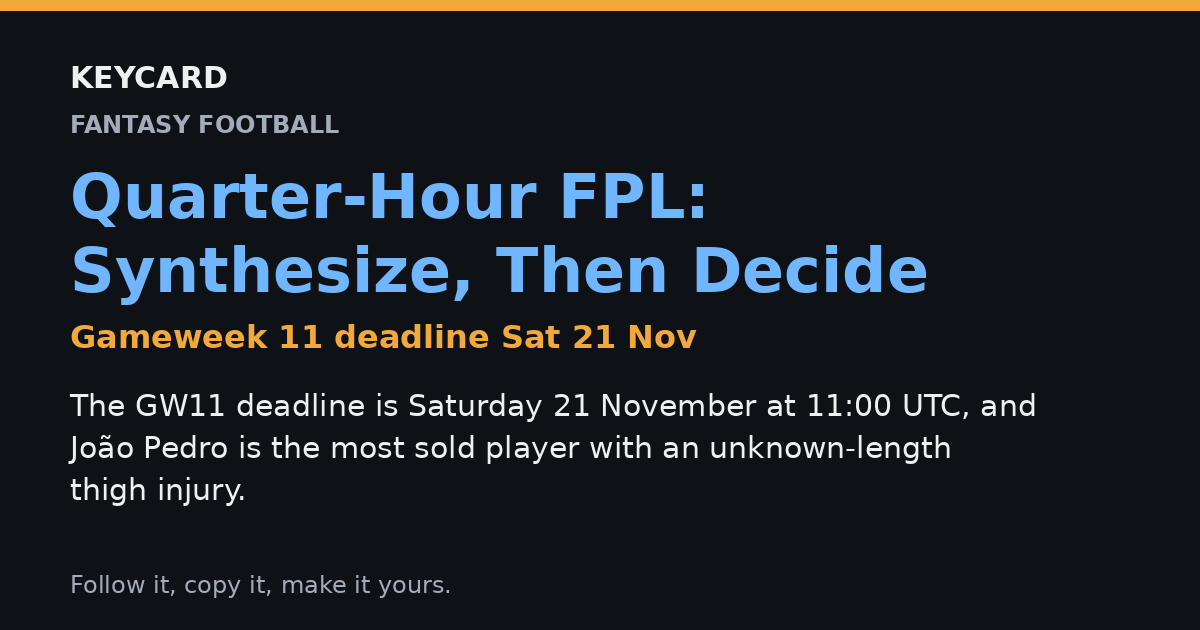 KEYCARD
FANTASY FOOTBALL
Quarter-Hour FPL:
Synthesize, Then Decide
Gameweek 11 deadline Sat 21 Nov
The GW11 deadline is Saturday 21 November at 11:00 UTC, and
João Pedro is the most sold player with an unknown-length
thigh injury.
Follow it, copy it, make it yours.